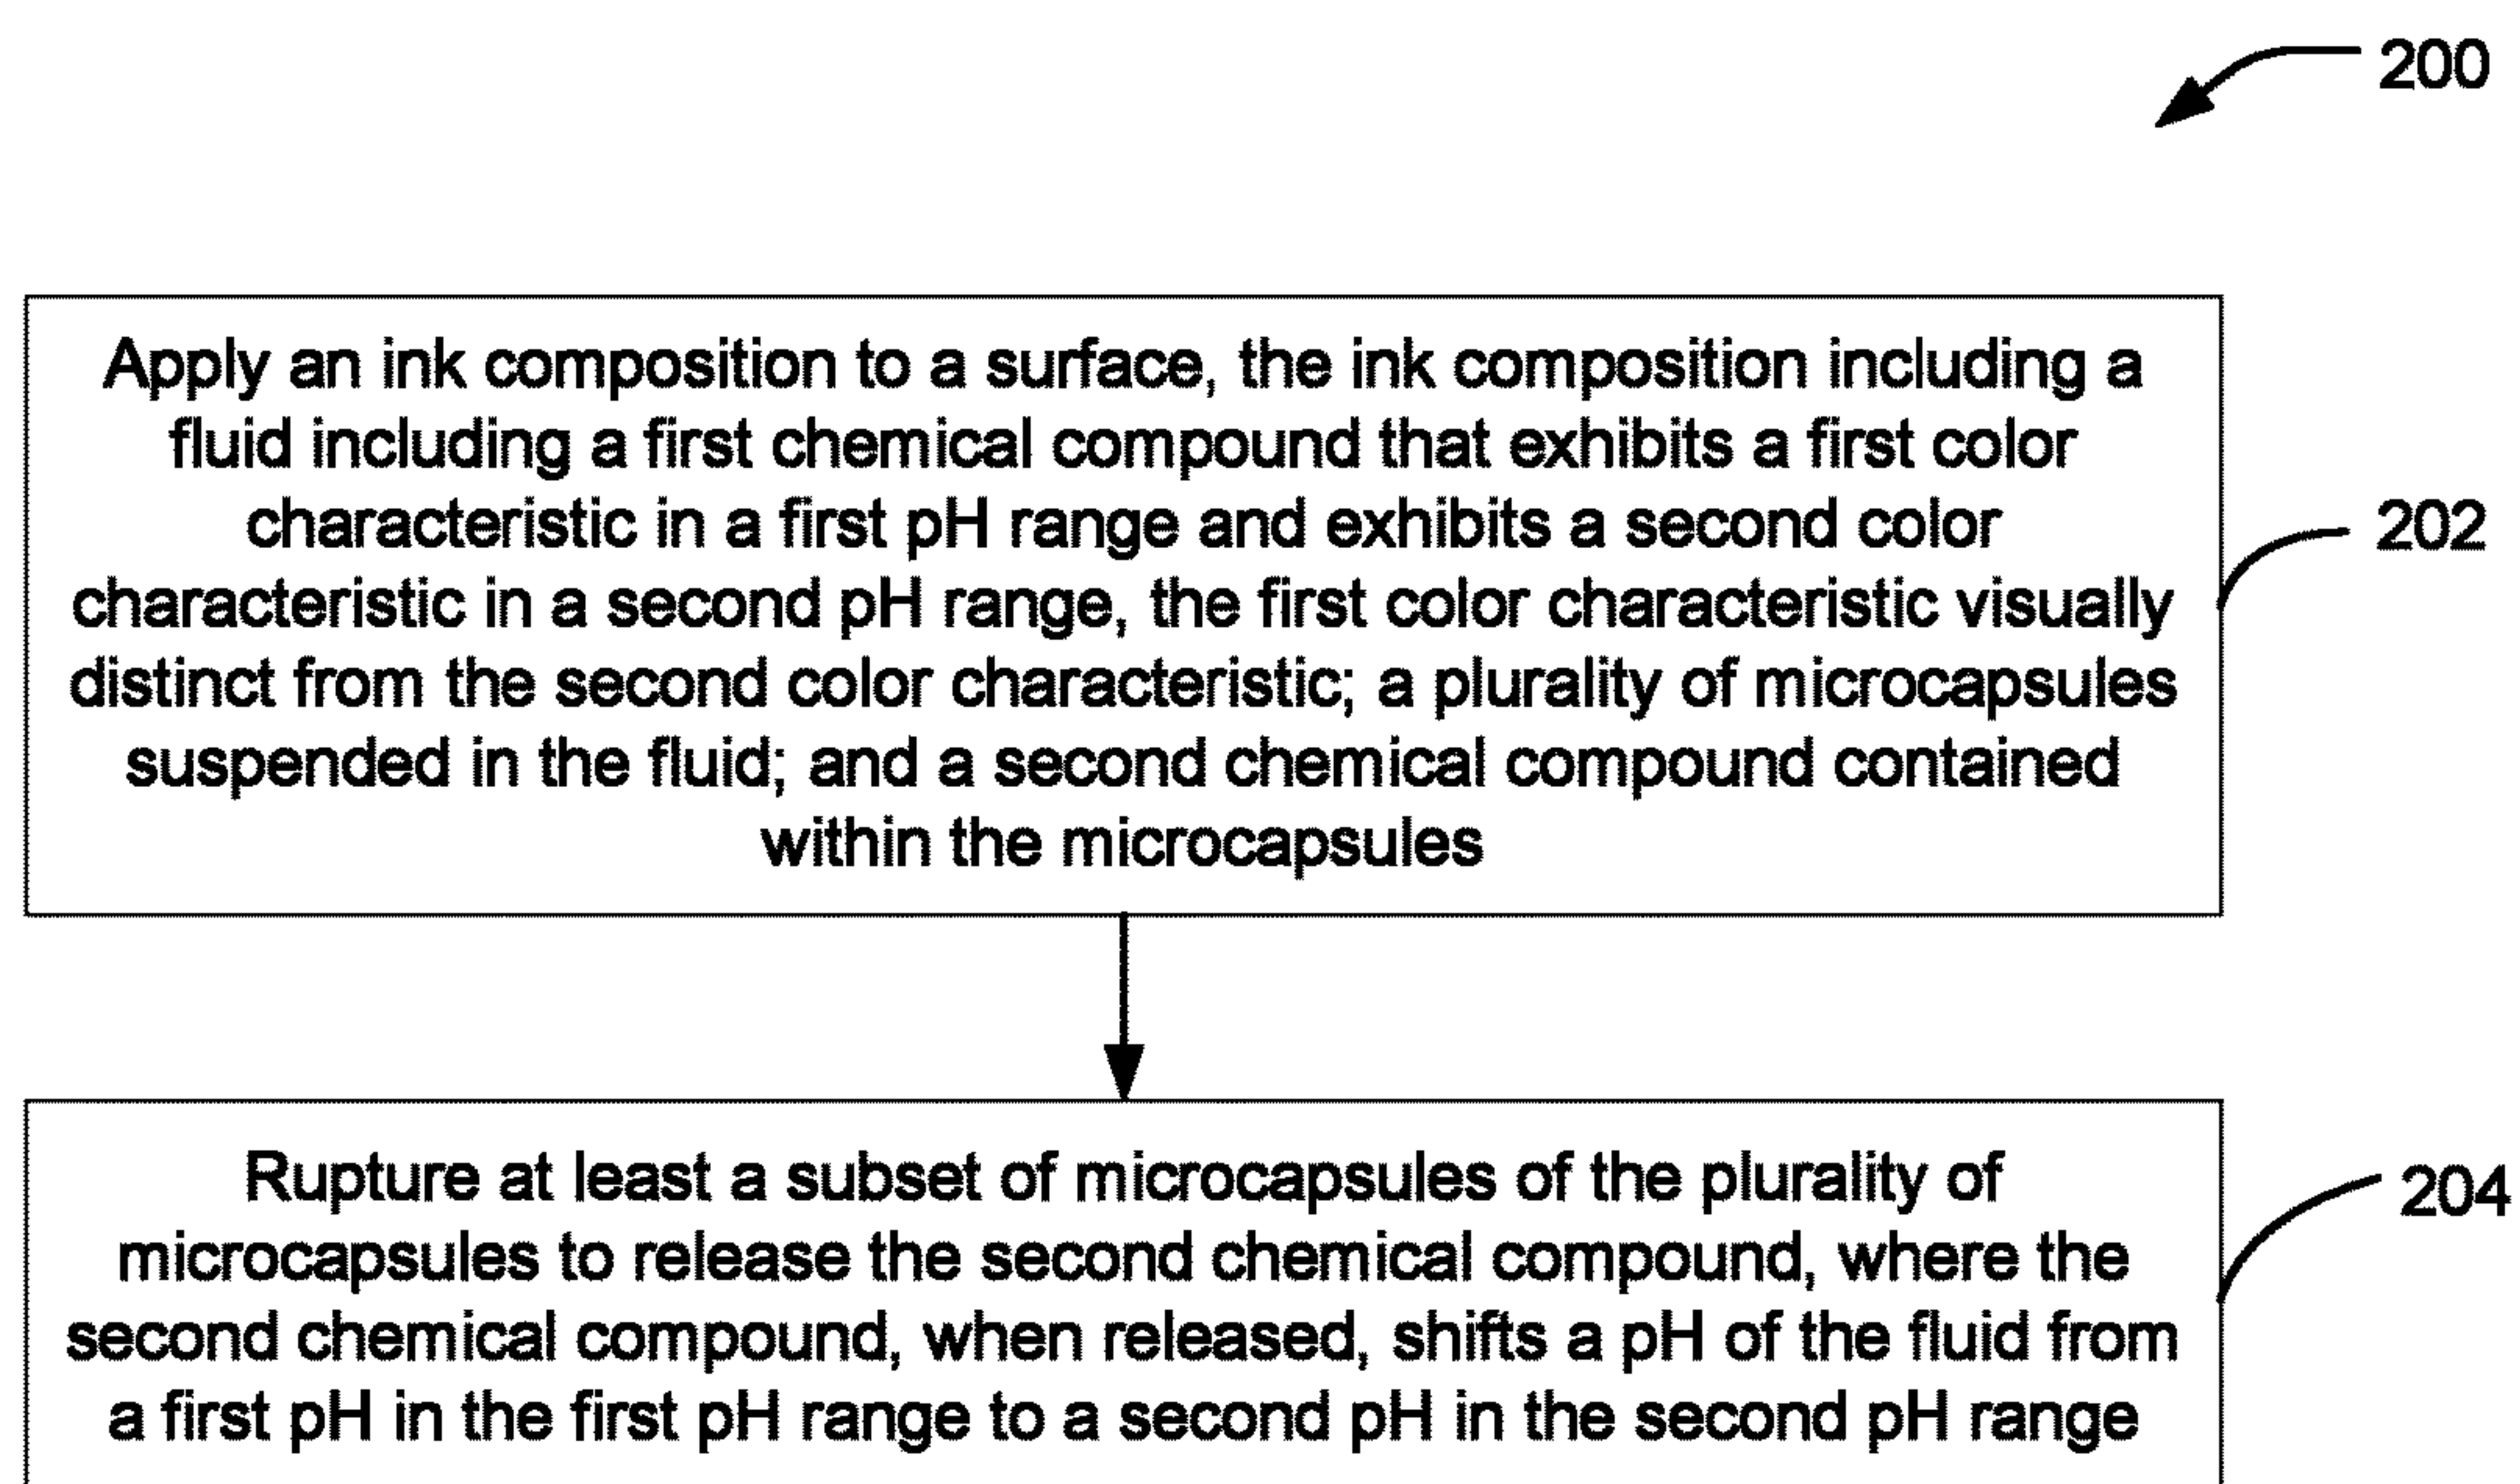 200
Apply an ink composition to a surface, the ink composition including a
fluid including a first chemical compound that exhibits a first color
characteristic in a first pH range and exhibits a second color
characteristic in a second pH range, the first color characteristic visually
distinct from the second color characteristic; a plurality of microcapsules
suspended in the fluid; and a second chemical compound contained
within the microcapsules
202
Rupture at least a subset of microcapsules of the plurality of
microcapsules to release the second chemical compound, where the
second chemical compound, when released, shifts a pH of the fluid from
a first pH in the first pH range to a second pH in the second pH range
204